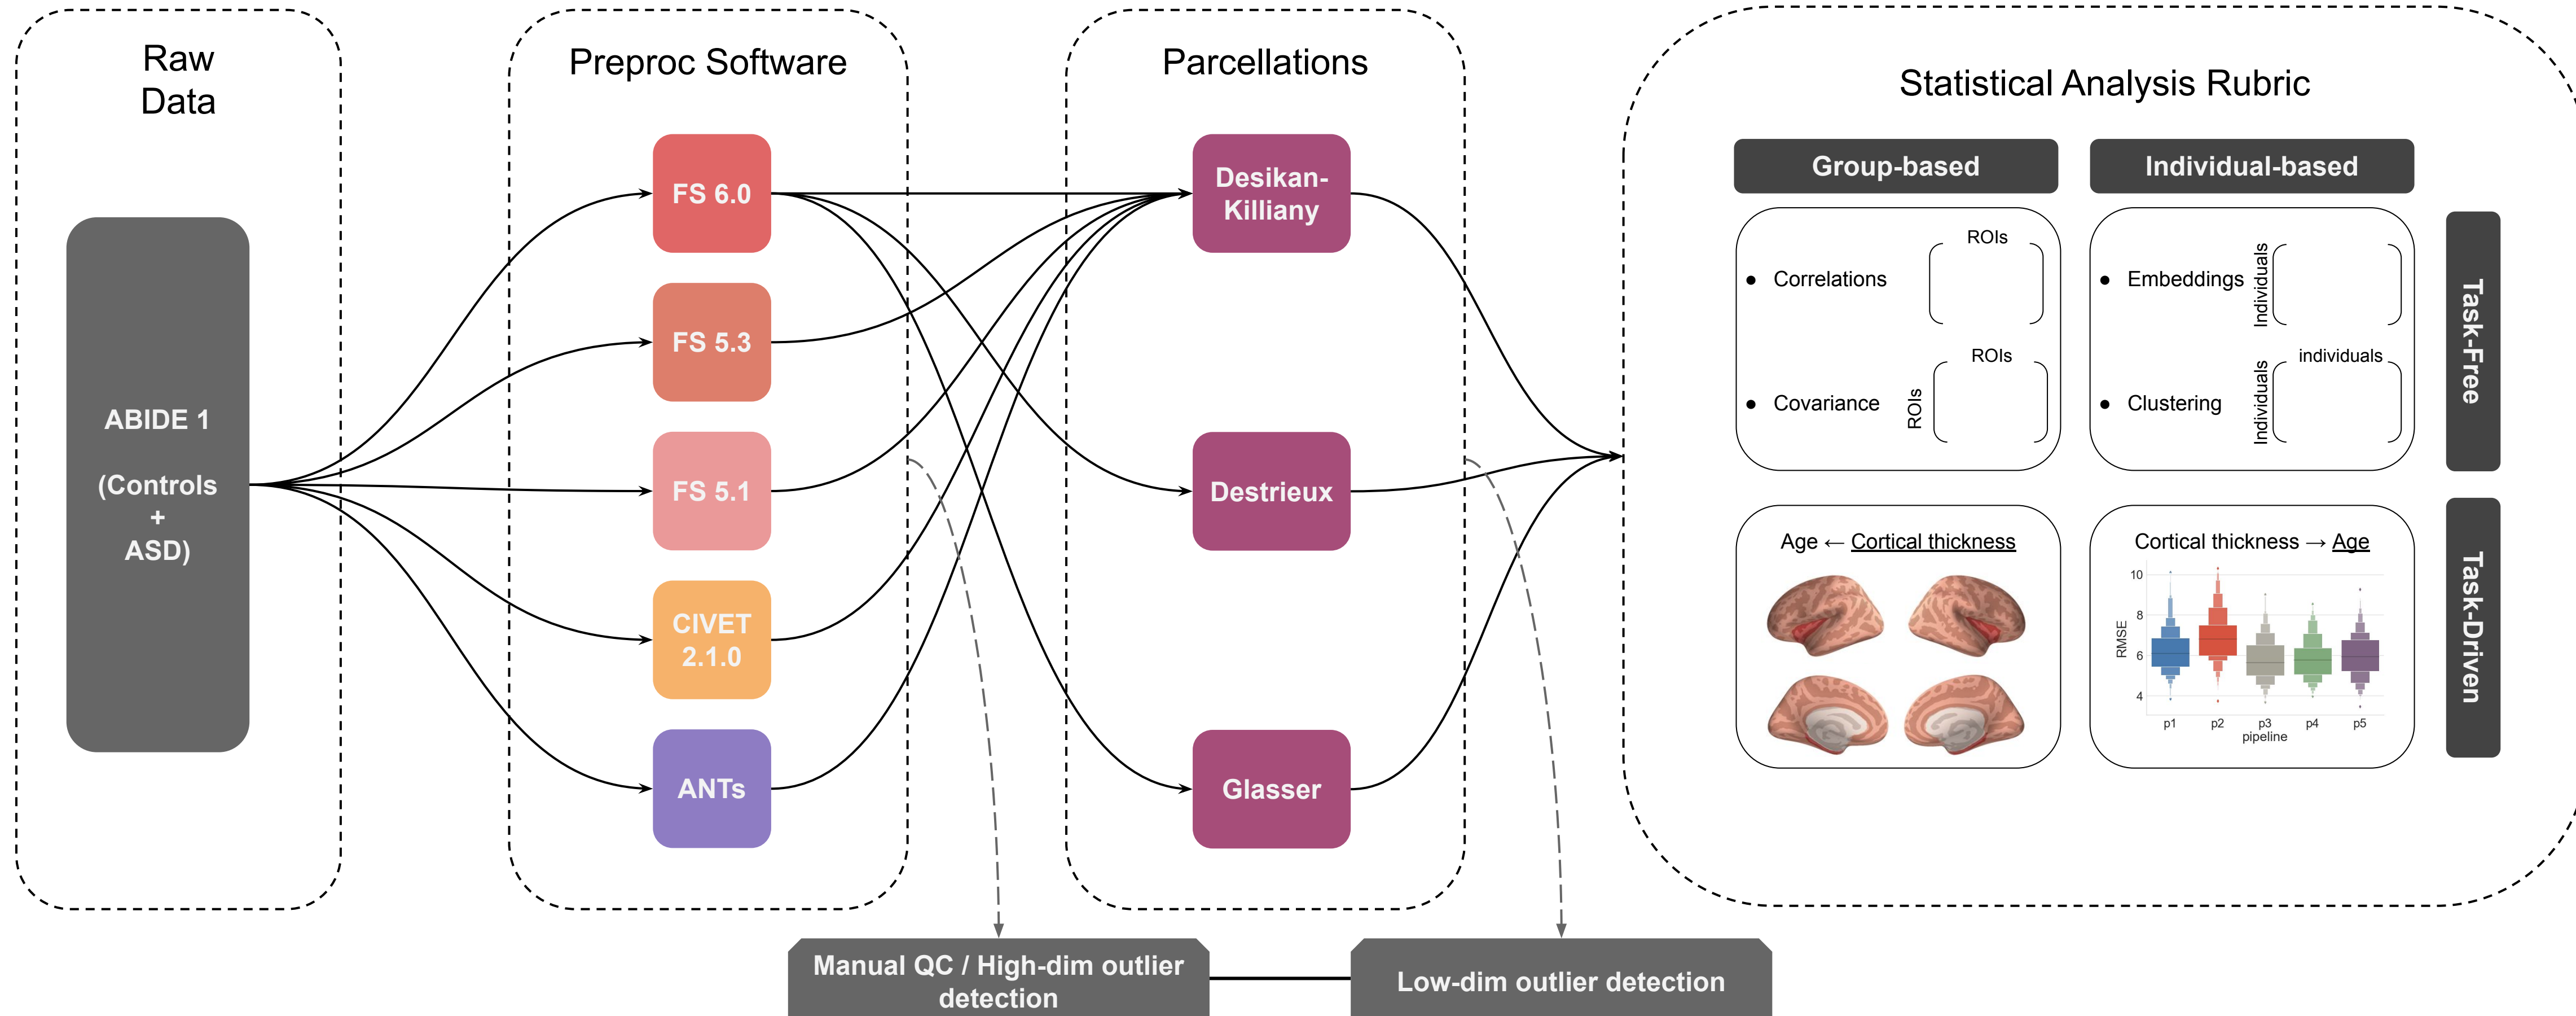 Raw
Data
ABIDE 1
(Controls
+
ASD)
Preproc Software
FS 6.0
FS 5.3
FS 5.1
CIVET
2.1.0
ANTs
Parcellations
Desikan-
Killiany
Destrieux
Glasser
Statistical Analysis Rubric
Group-based
Individual-based
ROIs
• Correlations
ROIs
• Covariance
ROIs
• Embeddings
Individuals
individuals
• Clustering
Individuals
Task-Free
Age ← Cortical thickness
Cortical thickness → Age
10
8
6
4
RMSE
p1 p2 p3 p4 p5
pipeline
Task-Driven
Manual QC / High-dim outlier
detection
Low-dim outlier detection